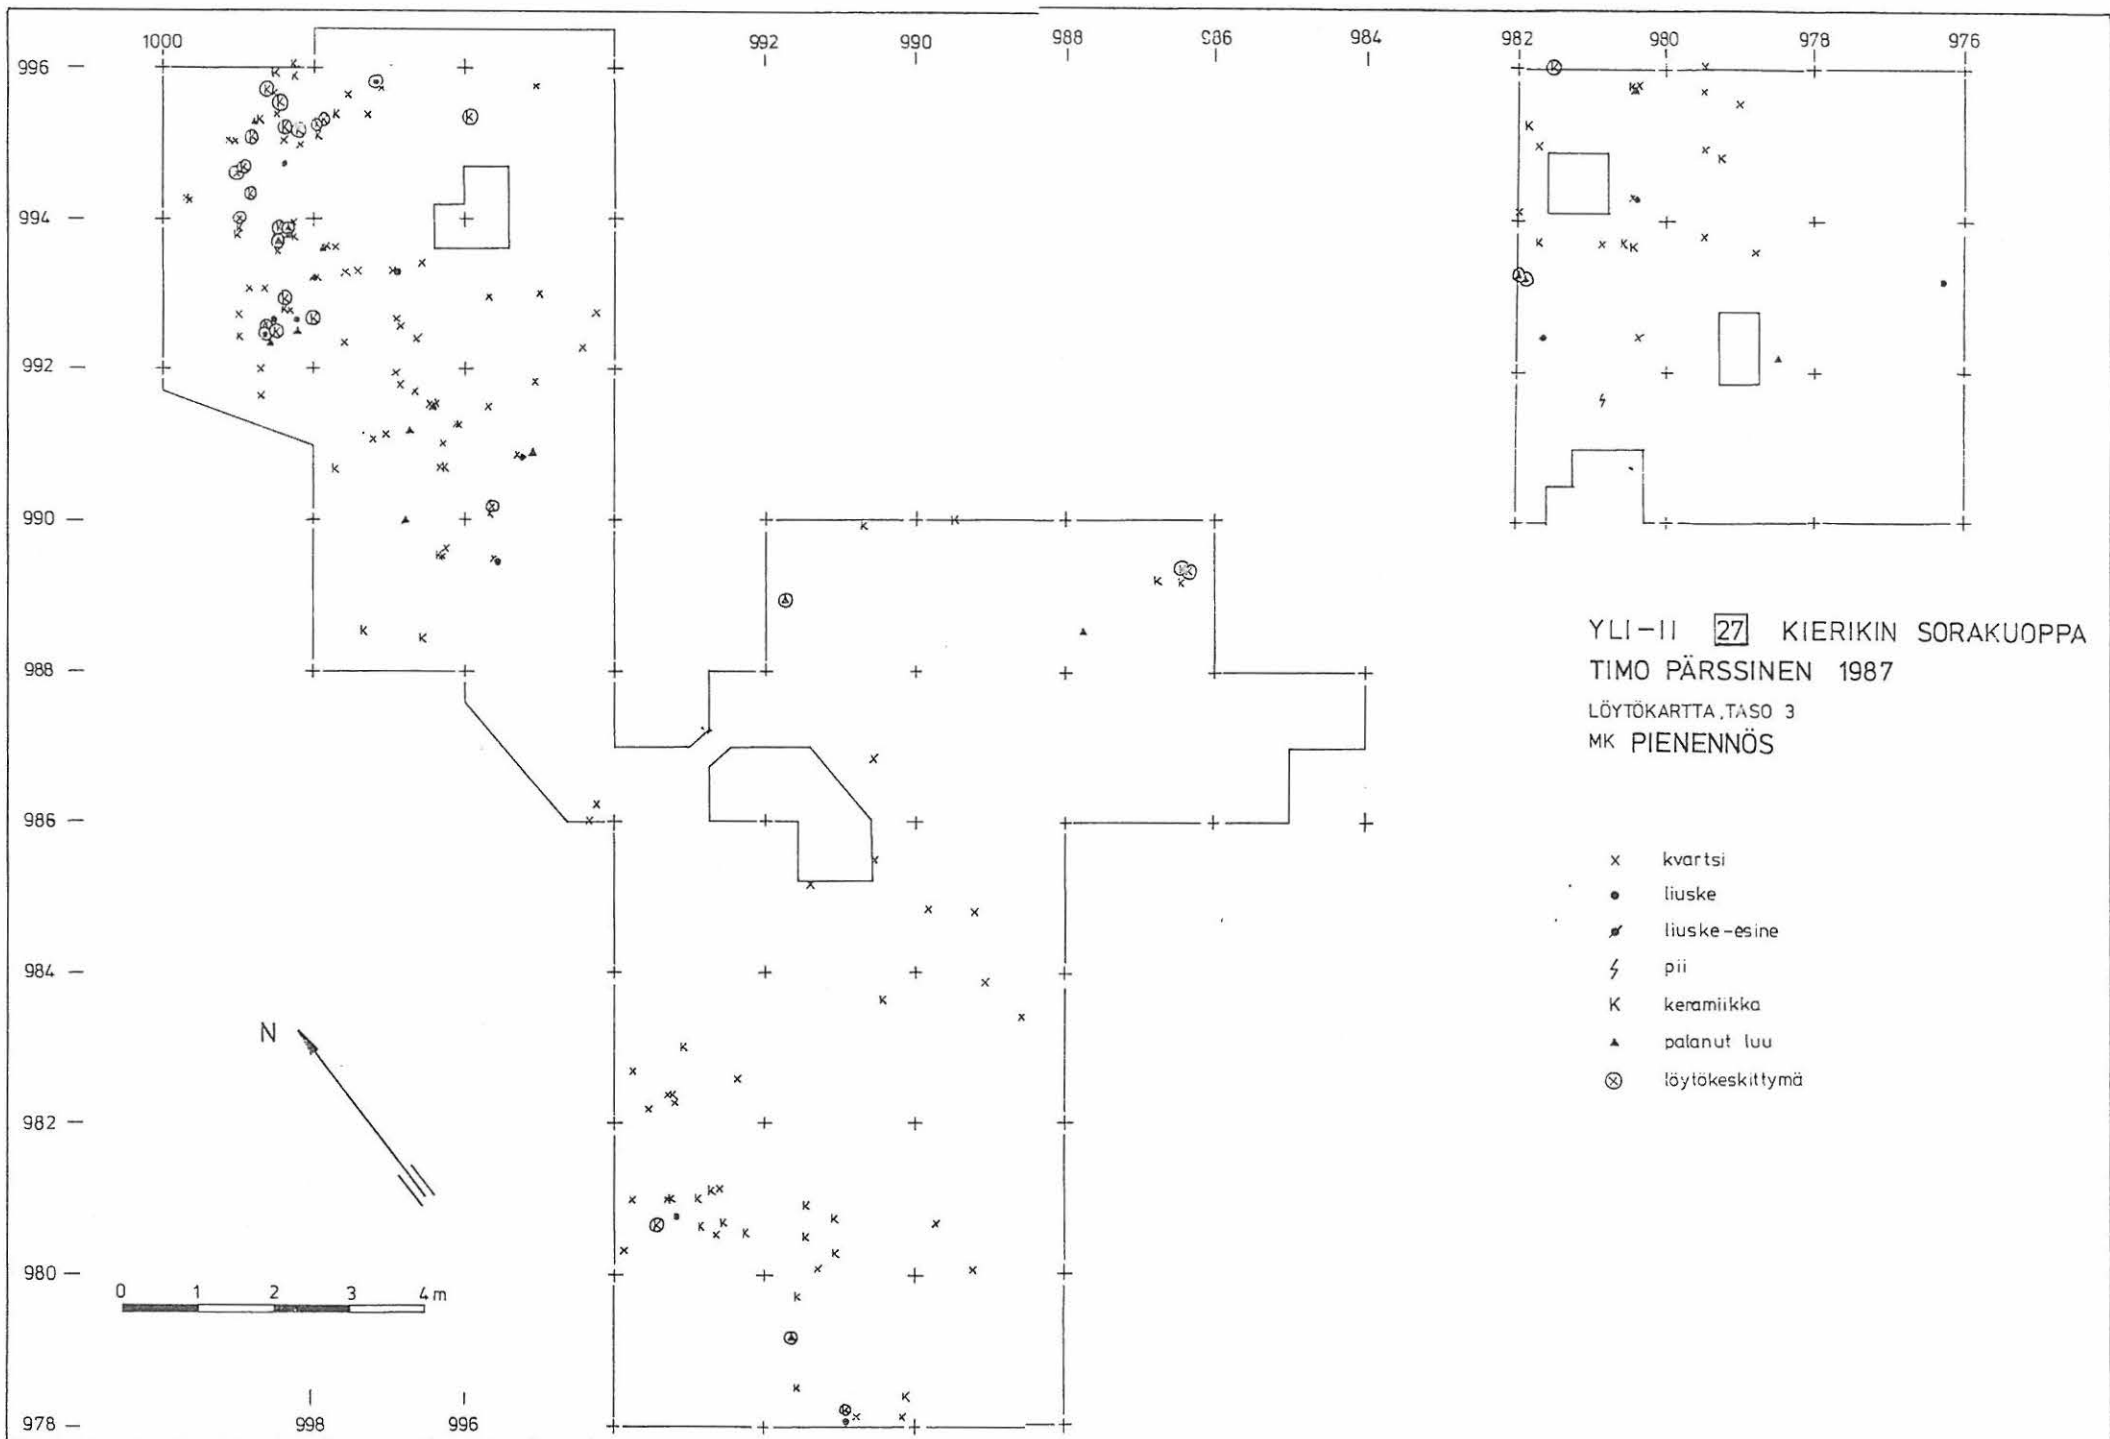 1000 992 990 988 986 984 982 980 978 976
996
994
992
990
988
986
984
982
980
978
YLI-II 27 KIERIKIN SORAKUOPPA
TIMO PÄRSSINEN 1987
LÖYTÖKARTTA, TASO 3
MK PIENENNÖS
x kvartsi
liuske
liuske-esine
pii
K keramiikka
palanut luu
löytökeskittymä
N
0 1 2 3 4 m
998 996